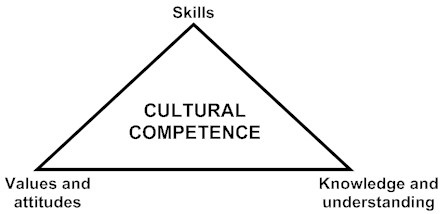 Skills
CULTURAL
COMPETENCE
Values and
attitudes
Knowledge and
understanding